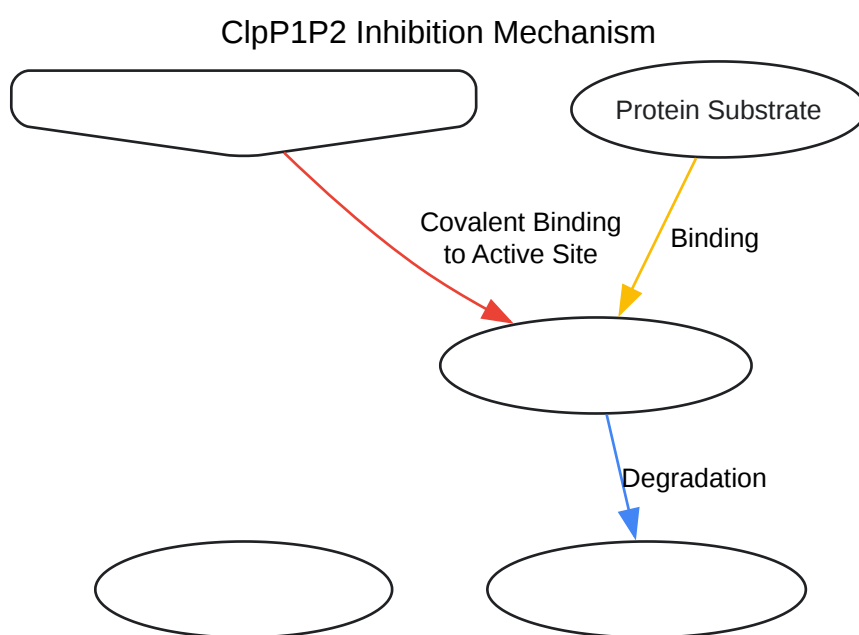 ClpP1P2 Inhibition Mechanism
Protein Substrate
Covalent Binding
to Active Site
Binding
Degradation